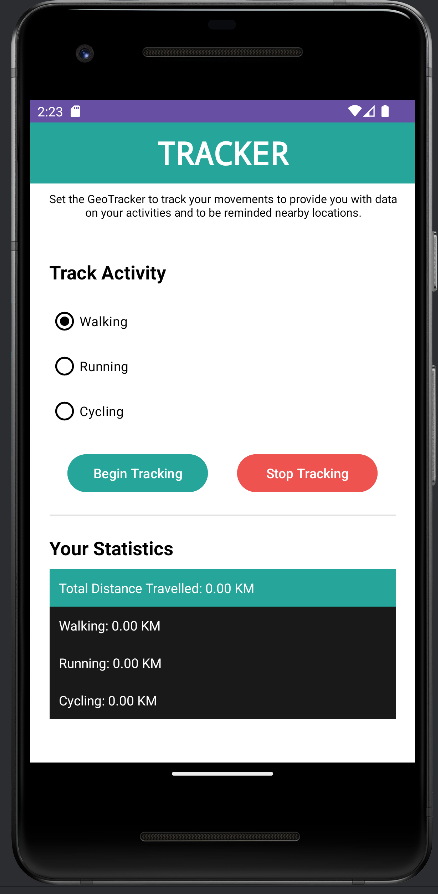 2:23
TRACKER
Set the GeoTracker to track your movements to provide you with data
on your activities and to be reminded nearby locations.
Track Activity
Walking
Running
Cycling
Begin Tracking
Stop Tracking
Your Statistics
Total Distance Travelled: 0.00 KM
Walking: 0.00 KM
Running: 0.00 KM
Cycling: 0.00 KM